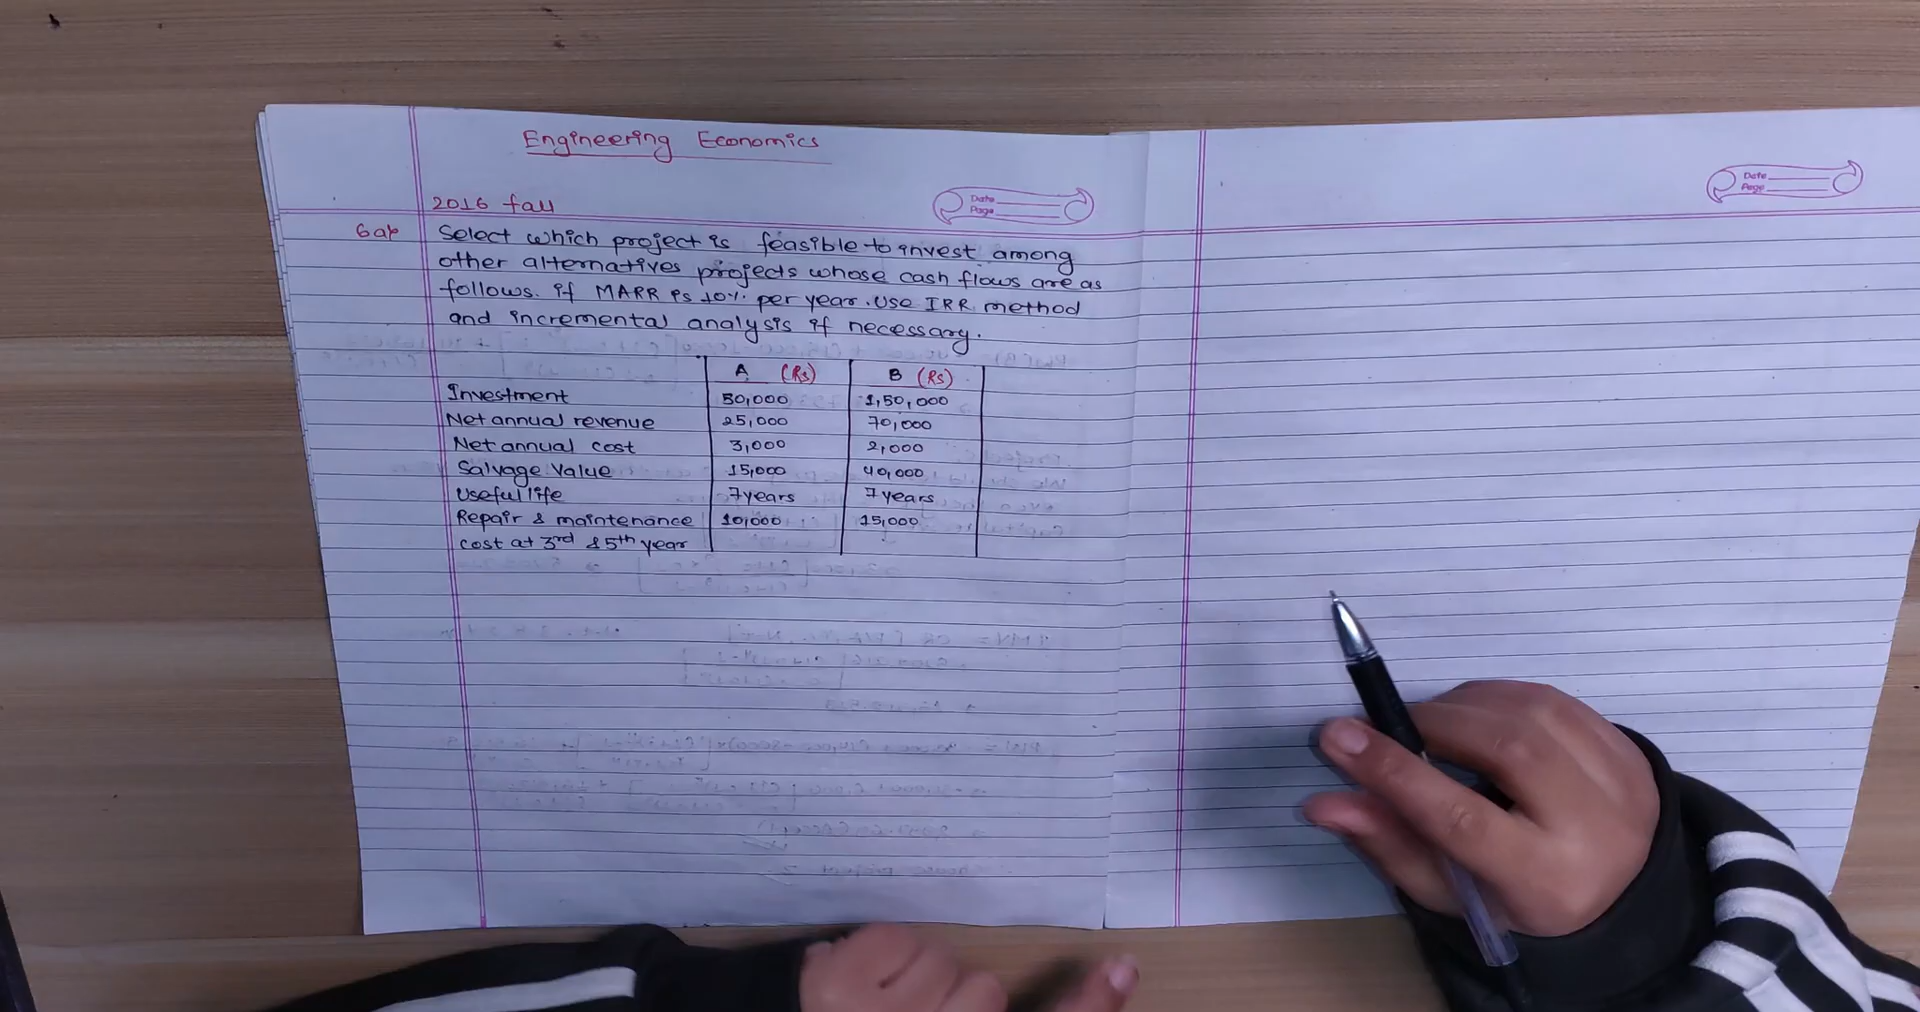 Engineering Economics
2016 fall
Date
Page
Date
Page
6a) Select which project is feasible to invest among
other alternatives projects whose cash flows are as
follows. if MARR is 10% per year. Use IRR method
and incremental analysis if necessary.
A (Rs) B (Rs)
Investment 50,000 1,50,000
Net annual revenue 25,000 70,000
Net annual cost 3,000 2,000
Salvage Value 15,000 40,000
Useful life 7years 7years
Repair & maintenance 10,000 15,000
cost at 3rd & 5th year